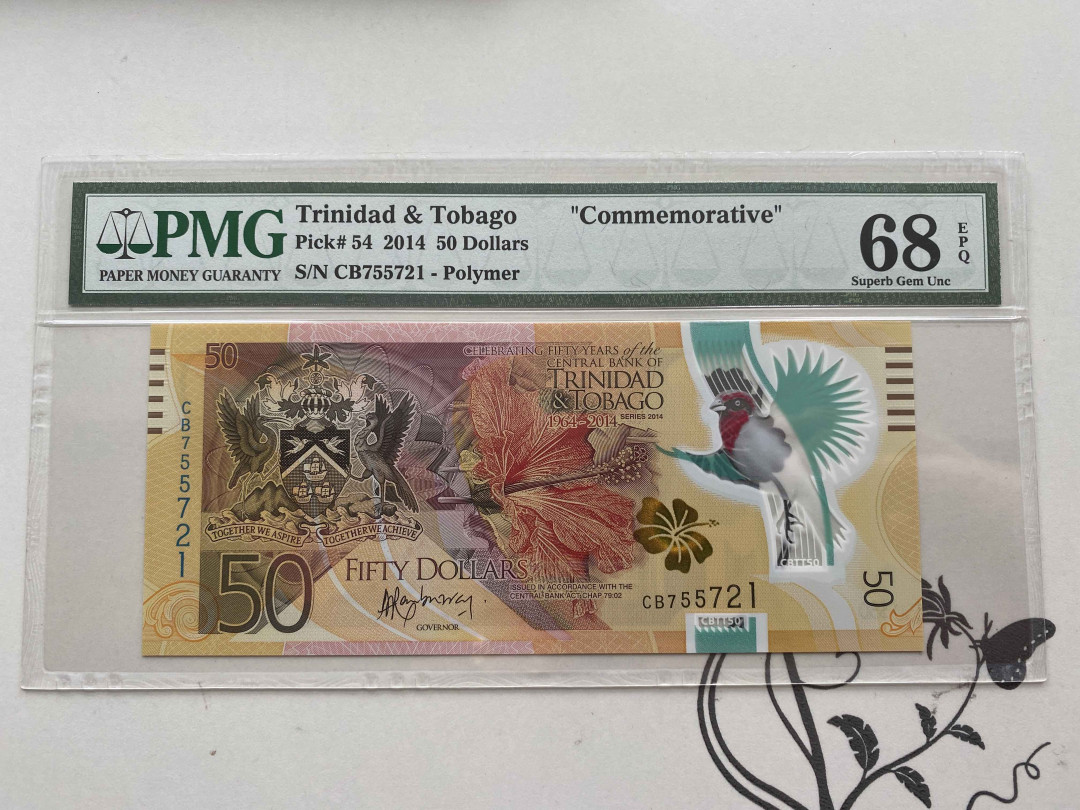 PMG
PAPER MONEY GUARANTY
Trinidad & Tobago "Commemorative"
Pick# 54 2014 50 Dollars
S/N CB755721 - Polymer
68
EPQ
Superb Gem Unc
50
CB755721
CELEBRATING FIFTY YEARS of the
CENTRAL BANK OF
TRINIDAD
& TOBAGO
SERIES 2014
1964-2014
TOGETHER WE ASPIRE TOGETHER WE ACHIEVE
50
FIFTY DOLLARS
ISSUED IN ACCORDANCE WITH THE
CENTRAL BANK ACT CHAP 79:02
GOVERNOR
CB755721
CBTT50
CBTT50
50